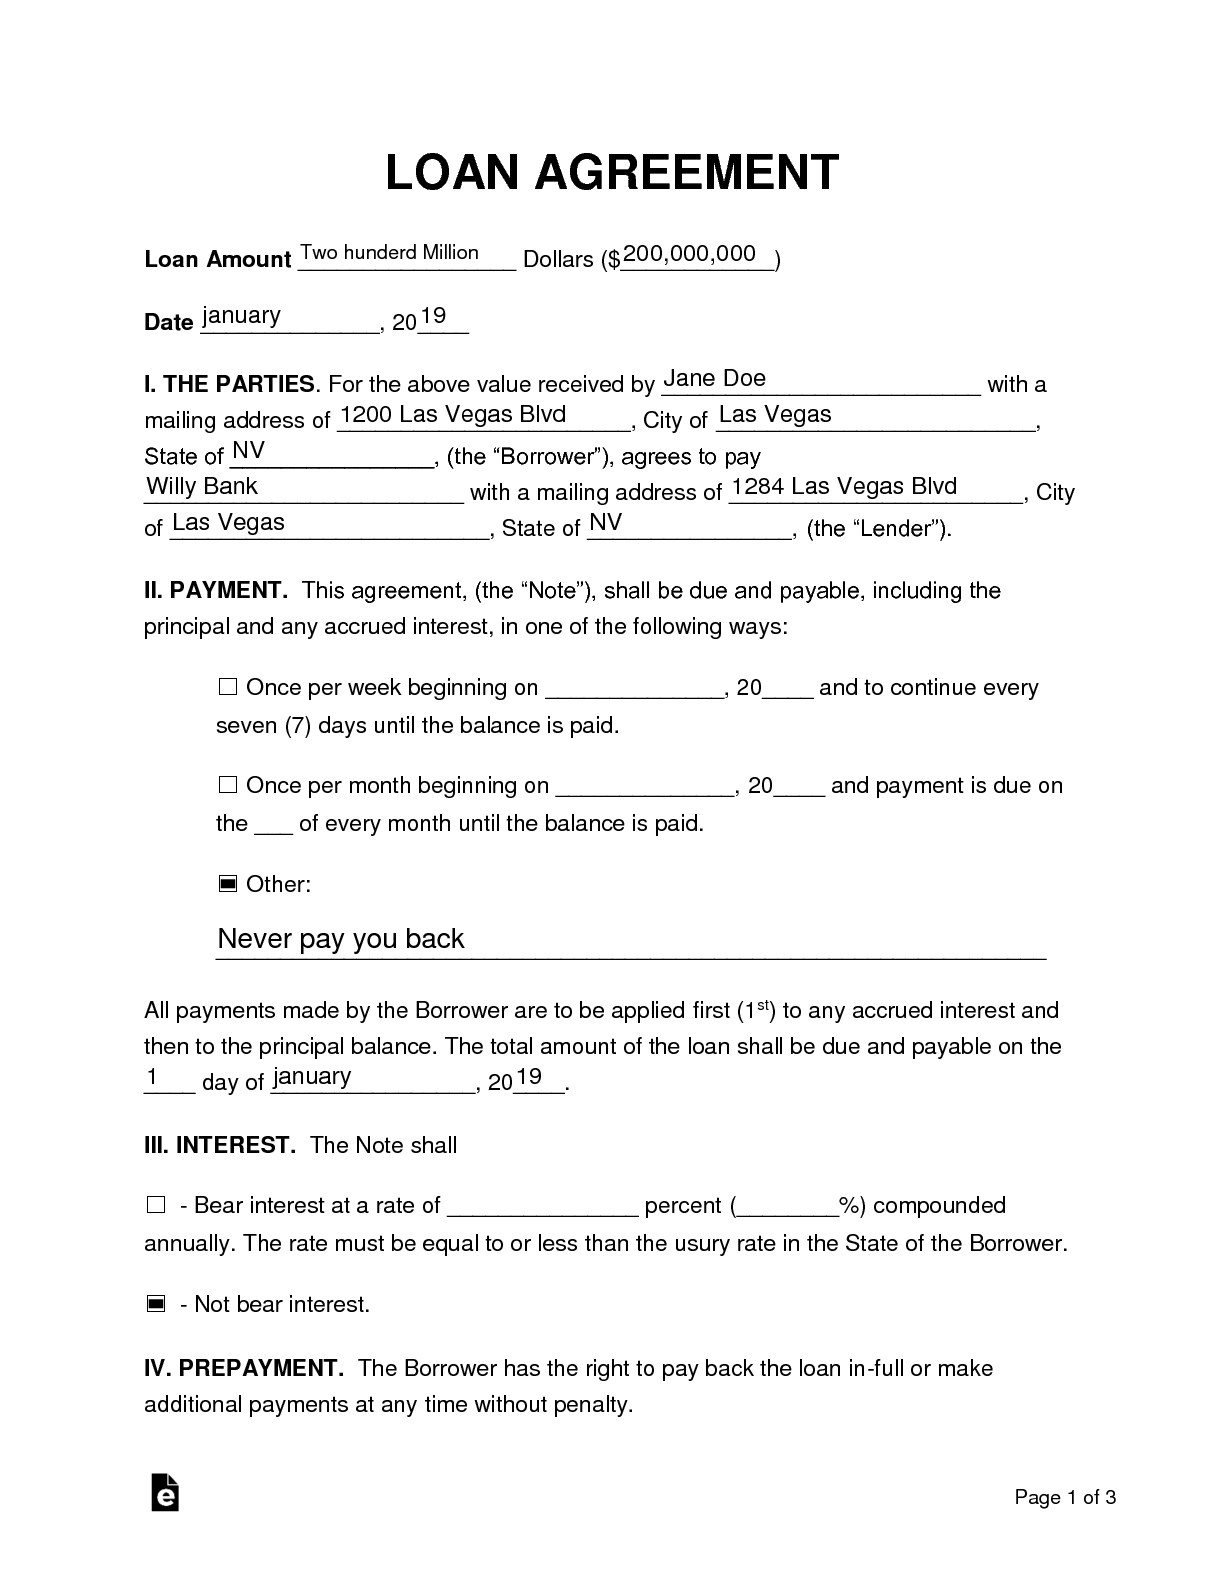 LOAN AGREEMENT
Loan Amount Two hunderd Million Dollars ($200,000,000)
Date january, 2019
I. THE PARTIES. For the above value received by Jane Doe with a
mailing address of 1200 Las Vegas Blvd, City of Las Vegas,
State of NV, (the “Borrower”), agrees to pay
Willy Bank with a mailing address of 1284 Las Vegas Blvd, City
of Las Vegas, State of NV, (the “Lender”).
II. PAYMENT. This agreement, (the “Note”), shall be due and payable, including the
principal and any accrued interest, in one of the following ways:
☐ Once per week beginning on ______________, 20____ and to continue every
seven (7) days until the balance is paid.
☐ Once per month beginning on ______________, 20____ and payment is due on
the ___ of every month until the balance is paid.
▣ Other:
Never pay you back
All payments made by the Borrower are to be applied first (1st) to any accrued interest and
then to the principal balance. The total amount of the loan shall be due and payable on the
1 day of january, 2019.
III. INTEREST. The Note shall
☐ - Bear interest at a rate of _______________ percent (________%) compounded
annually. The rate must be equal to or less than the usury rate in the State of the Borrower.
▣ - Not bear interest.
IV. PREPAYMENT. The Borrower has the right to pay back the loan in-full or make
additional payments at any time without penalty.
e
Page 1 of 3